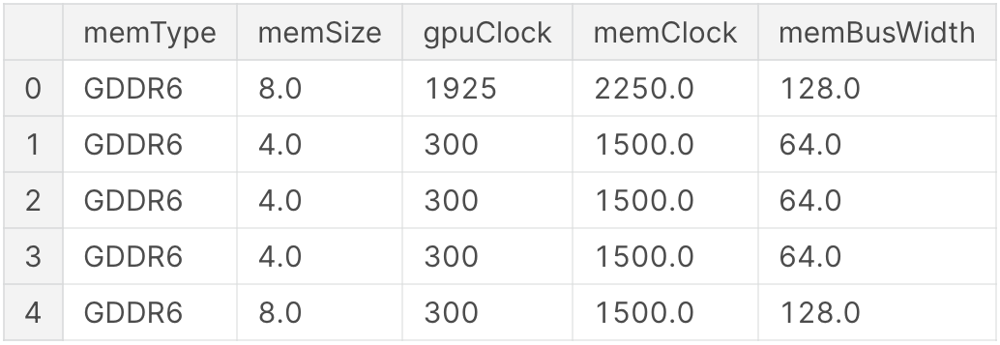 memType memSize gpuClock memClock memBusWidth
0 GDDR6 8.0 1925 2250.0 128.0
1 GDDR6 4.0 300 1500.0 64.0
2 GDDR6 4.0 300 1500.0 64.0
3 GDDR6 4.0 300 1500.0 64.0
4 GDDR6 8.0 300 1500.0 128.0